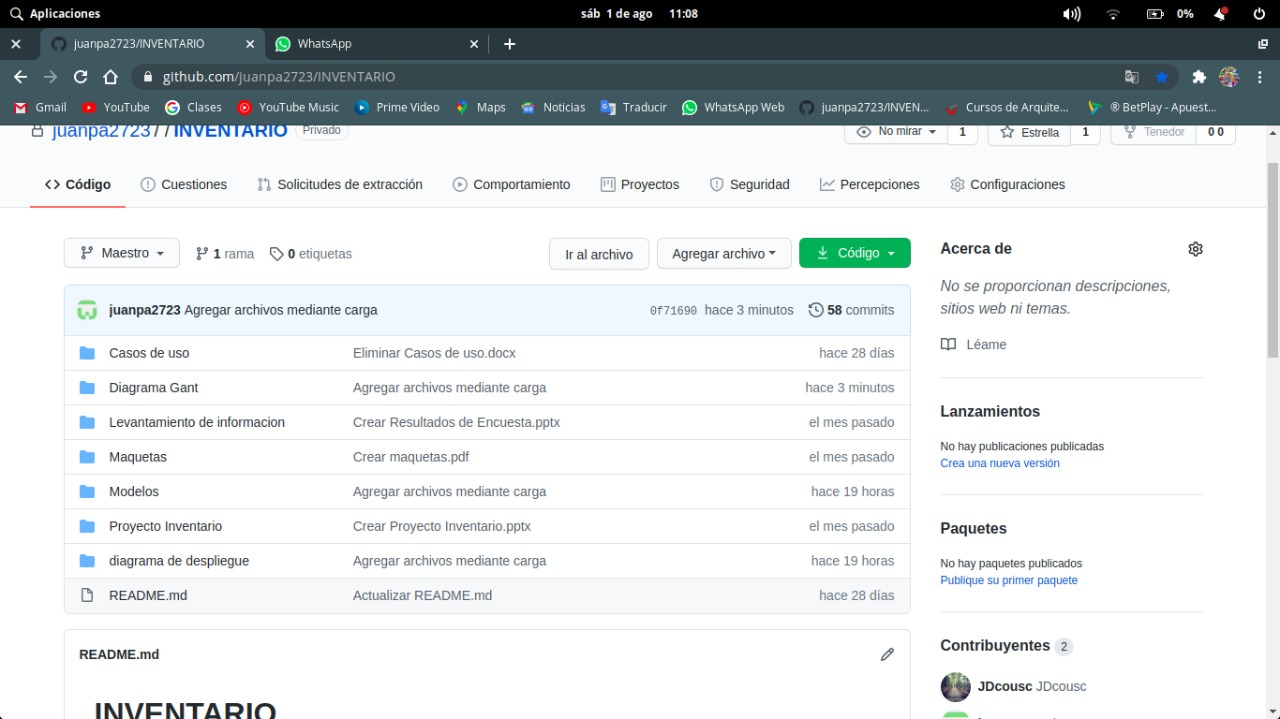 Aplicaciones sáb 1 de ago 11:08 0%
juanpa2723/INVENTARIO WhatsApp
github.com/juanpa2723/INVENTARIO
Gmail YouTube Clases YouTube Music Prime Video Maps Noticias Traducir WhatsApp Web juanpa2723/INVEN... Cursos de Arquite... ® BetPlay - Apuest...
juanpa2723 / / INVENTARIO Privado No mirar 1 Estrella 1 Tenedor 0 0
Código Cuestiones Solicitudes de extracción Comportamiento Proyectos Seguridad Percepciones Configuraciones
Maestro 1 rama 0 etiquetas Ir al archivo Agregar archivo Código
juanpa2723 Agregar archivos mediante carga 0f71690 hace 3 minutos 58 commits
Casos de uso Eliminar Casos de uso.docx hace 28 días
Diagrama Gant Agregar archivos mediante carga hace 3 minutos
Levantamiento de informacion Crear Resultados de Encuesta.pptx el mes pasado
Maquetas Crear maquetas.pdf el mes pasado
Modelos Agregar archivos mediante carga hace 19 horas
Proyecto Inventario Crear Proyecto Inventario.pptx el mes pasado
diagrama de despliegue Agregar archivos mediante carga hace 19 horas
README.md Actualizar README.md hace 28 días
README.md
INVENTARIO
Acerca de
No se proporcionan descripciones,
sitios web ni temas.
Léame
Lanzamientos
No hay publicaciones publicadas
Crea una nueva versión
Paquetes
No hay paquetes publicados
Publique su primer paquete
Contribuyentes 2
JDcousc JDcousc